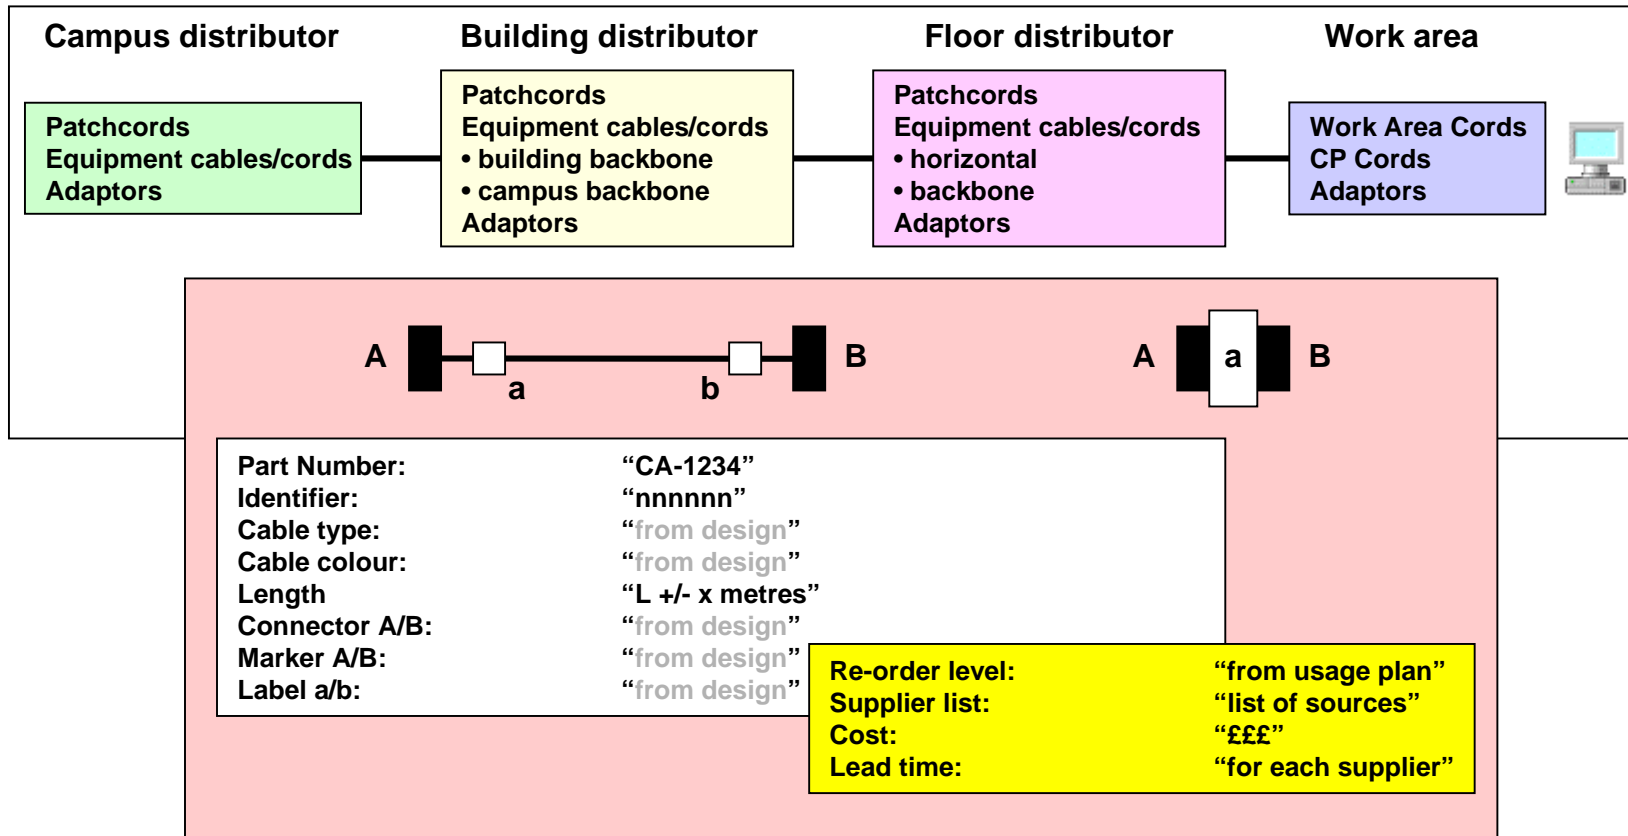 Campus distributor
Building distributor
Floor distributor
Work area
Patchcords
Equipment cables/cords
Adaptors
Patchcords
Equipment cables/cords
• building backbone
• campus backbone
Adaptors
Patchcords
Equipment cables/cords
• horizontal
• backbone
Adaptors
Work Area Cords
CP Cords
Adaptors
A
a
b
B
A
a
B
Part Number: “CA-1234”
Identifier: “nnnnnn”
Cable type: “from design”
Cable colour: “from design”
Length “L +/- x metres”
Connector A/B: “from design”
Marker A/B: “from design”
Label a/b: “from design”
Re-order level: “from usage plan”
Supplier list: “list of sources”
Cost: “£££”
Lead time: “for each supplier”